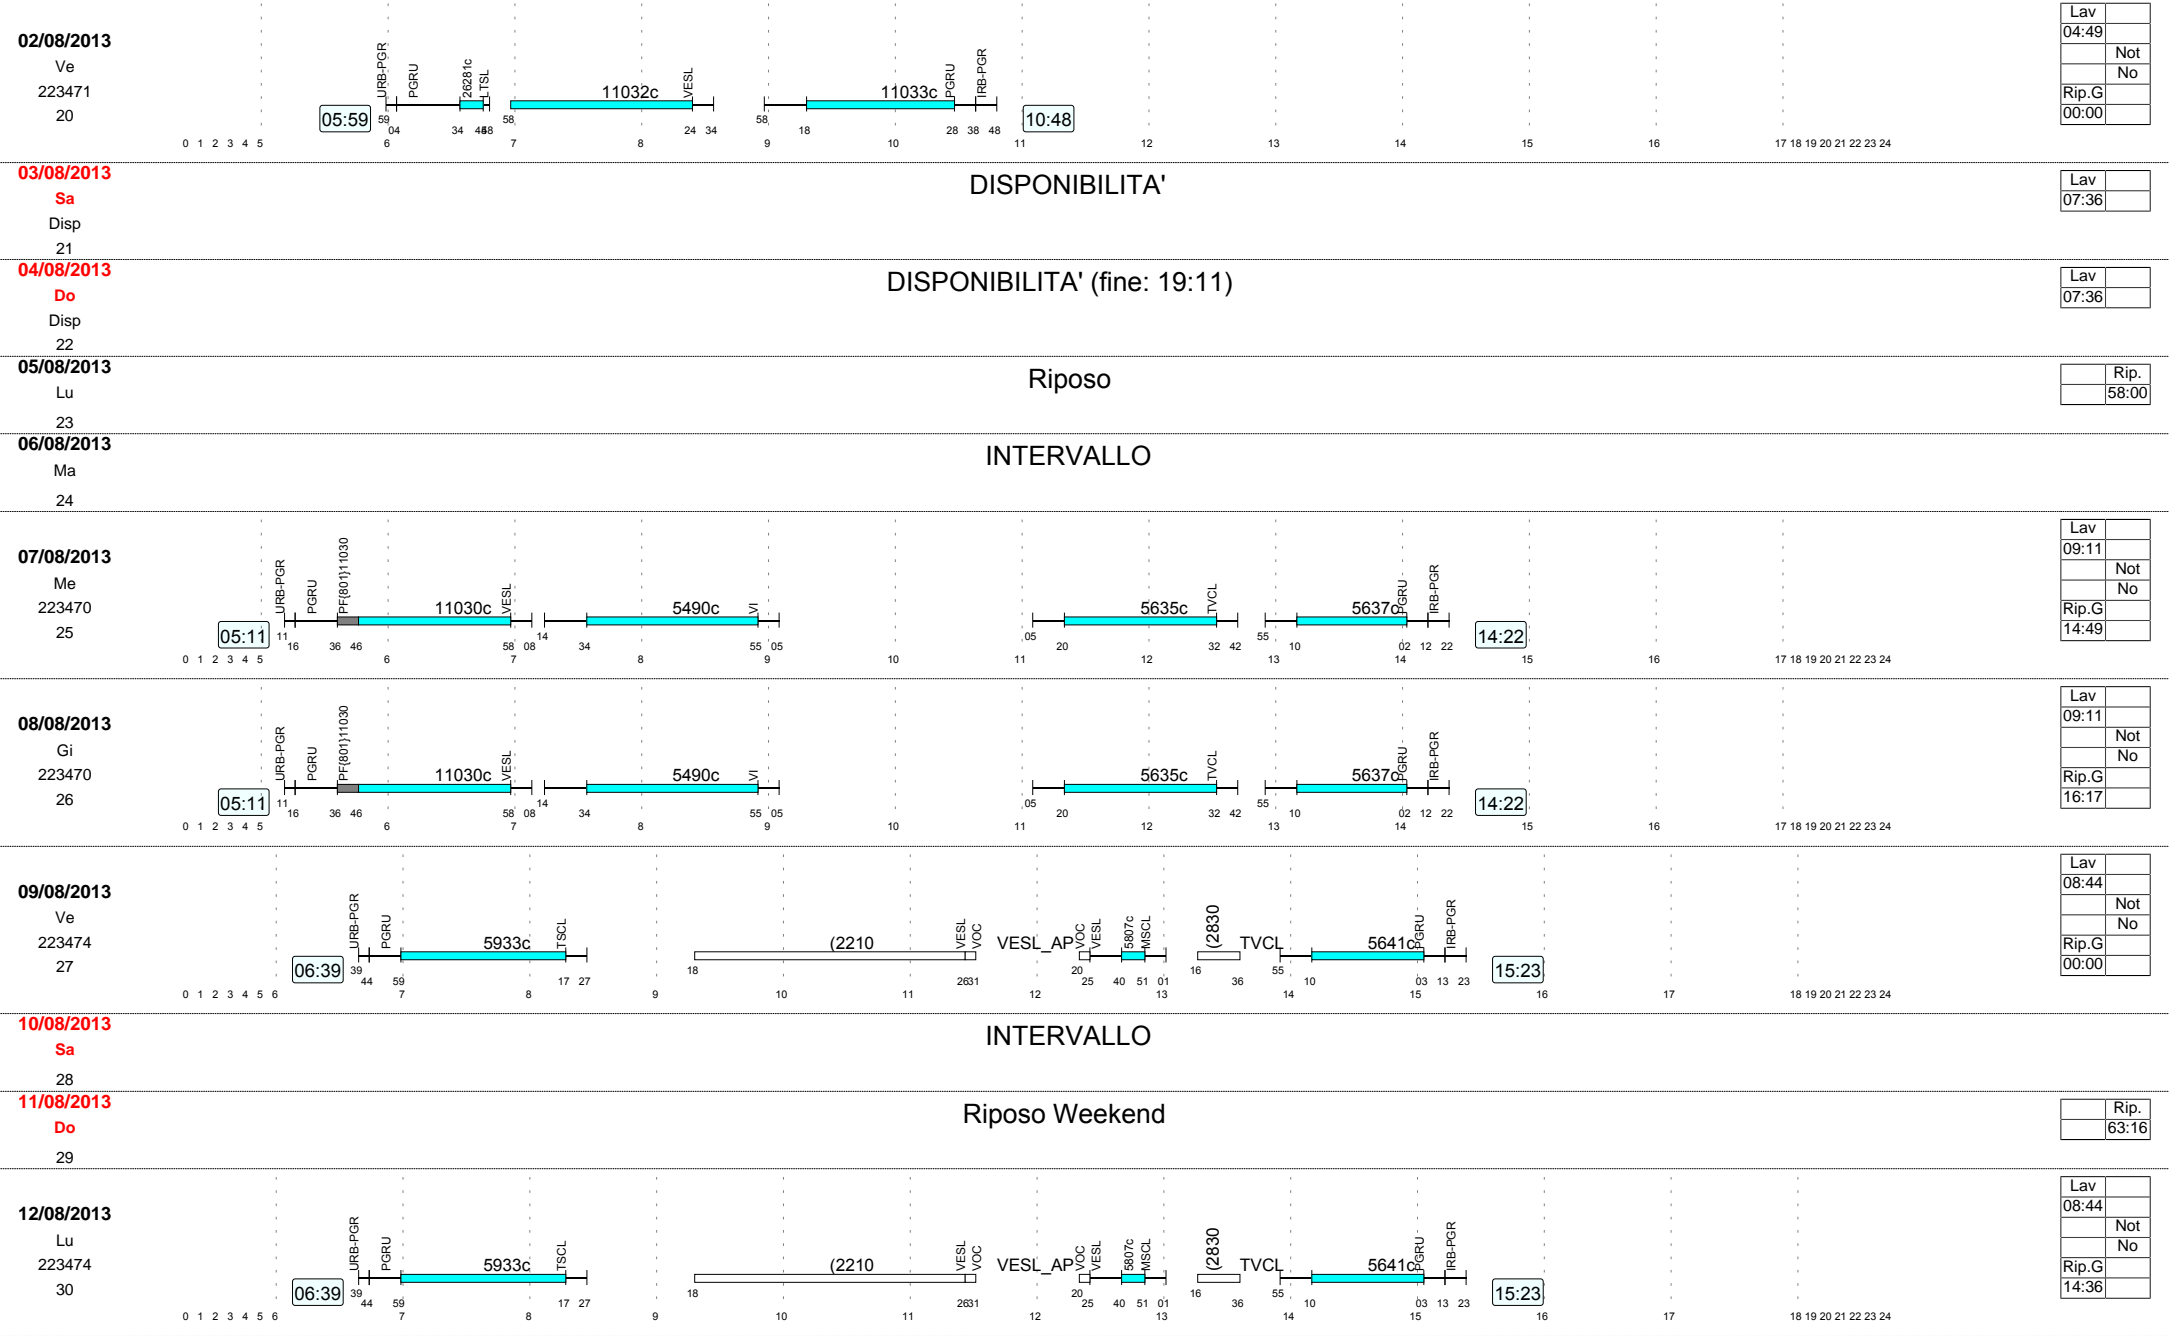 02/08/2013
Ve
223471
20
URB-PGR PGRU 26281c LTSL 11032c VESL 11033c PGRU IRB-PGR
05:59 10:48
59 04 34 45 48 58 24 34 58 18 28 38 48
0 1 2 3 4 5 6 7 8 9 10 11 12 13 14 15 16 17 18 19 20 21 22 23 24
Lav
04:49
Not
No
Rip.G
00:00
03/08/2013
Sa
Disp
21
DISPONIBILITA'
Lav
07:36
04/08/2013
Do
Disp
22
DISPONIBILITA' (fine: 19:11)
Lav
07:36
05/08/2013
Lu
23
Riposo
Rip.
58:00
06/08/2013
Ma
24
INTERVALLO
07/08/2013
Me
223470
25
URB-PGR PGRU PF{801}11030 11030c VESL 5490c VI 5635c TVCL 5637c PGRU IRB-PGR
05:11 14:22
11 16 36 46 58 08 14 34 55 05 05 20 32 42 55 10 02 12 22
0 1 2 3 4 5 6 7 8 9 10 11 12 13 14 15 16 17 18 19 20 21 22 23 24
Lav
09:11
Not
No
Rip.G
14:49
08/08/2013
Gi
223470
26
URB-PGR PGRU PF{801}11030 11030c VESL 5490c VI 5635c TVCL 5637c PGRU IRB-PGR
05:11 14:22
11 16 36 46 58 08 14 34 55 05 05 20 32 42 55 10 02 12 22
0 1 2 3 4 5 6 7 8 9 10 11 12 13 14 15 16 17 18 19 20 21 22 23 24
Lav
09:11
Not
No
Rip.G
16:17
09/08/2013
Ve
223474
27
URB-PGR PGRU 5933c TSCL (2210 VESL VOC VESL_AP VOC VESL 5807c MSCL (2830 TVCL 5641c PGRU IRB-PGR
06:39 15:23
39 44 59 17 27 18 26 31 20 25 40 51 01 16 36 55 10 03 13 23
0 1 2 3 4 5 6 7 8 9 10 11 12 13 14 15 16 17 18 19 20 21 22 23 24
Lav
08:44
Not
No
Rip.G
00:00
10/08/2013
Sa
28
INTERVALLO
11/08/2013
Do
29
Riposo Weekend
Rip.
63:16
12/08/2013
Lu
223474
30
URB-PGR PGRU 5933c TSCL (2210 VESL VOC VESL_AP VOC VESL 5807c MSCL (2830 TVCL 5641c PGRU IRB-PGR
06:39 15:23
39 44 59 17 27 18 26 31 20 25 40 51 01 16 36 55 10 03 13 23
0 1 2 3 4 5 6 7 8 9 10 11 12 13 14 15 16 17 18 19 20 21 22 23 24
Lav
08:44
Not
No
Rip.G
14:36